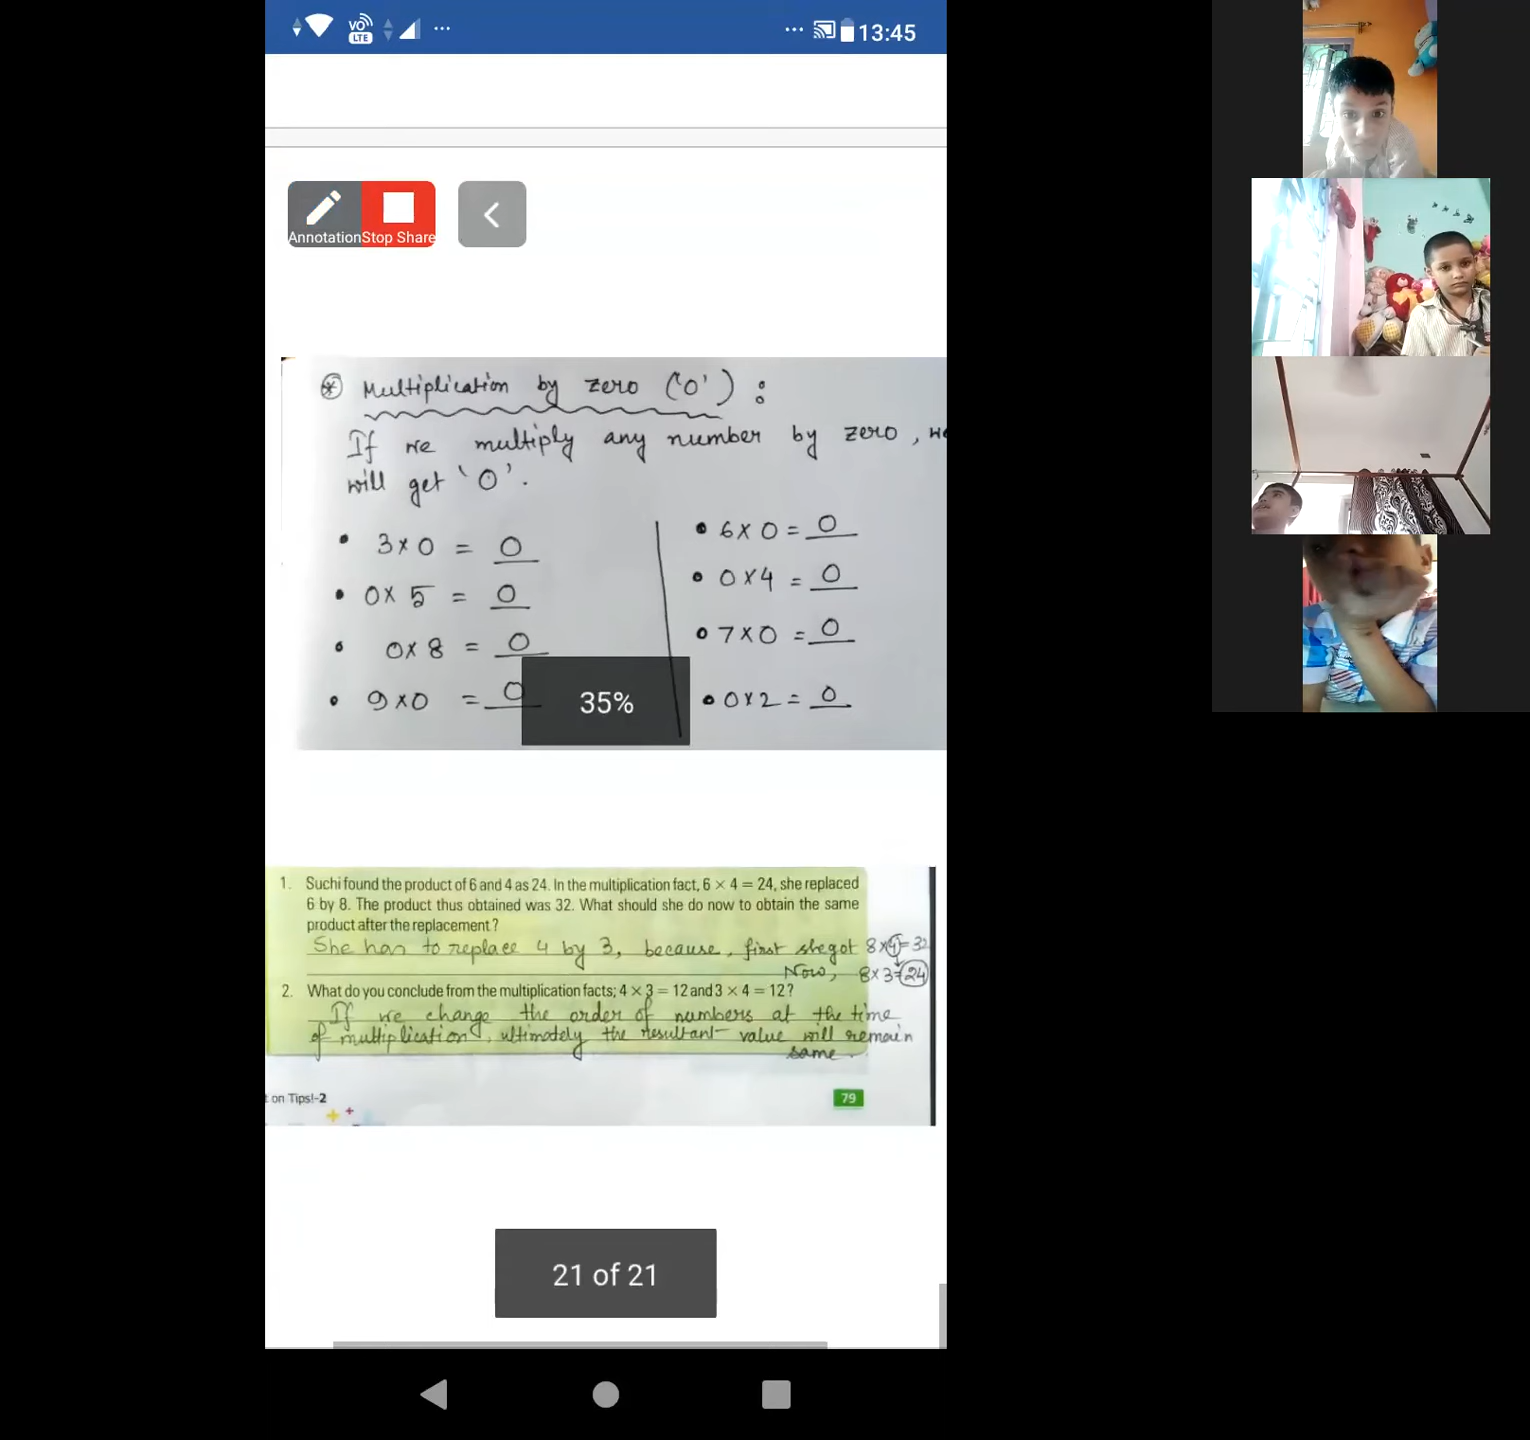 VO LTE ... ... 13:45
Annotation Stop Share
Multiplication by zero ('0') :
If we multiply any number by zero, we
will get '0'.
3 x 0 = 0
0 x 5 = 0
0 x 8 = 0
9 x 0 = 0
6 x 0 = 0
0 x 4 = 0
7 x 0 = 0
0 x 2 = 0
35%
1. Suchi found the product of 6 and 4 as 24. In the multiplication fact, 6 × 4 = 24, she replaced
6 by 8. The product thus obtained was 32. What should she do now to obtain the same
product after the replacement?
She has to replace 4 by 3, because, first she got 8x4=32
Now, 8x3=24
2. What do you conclude from the multiplication facts; 4 × 3 = 12 and 3 × 4 = 12?
If we change the order of numbers at the time
of multiplication, ultimately the resultant value will remain
same.
t on Tips!-2
79
21 of 21